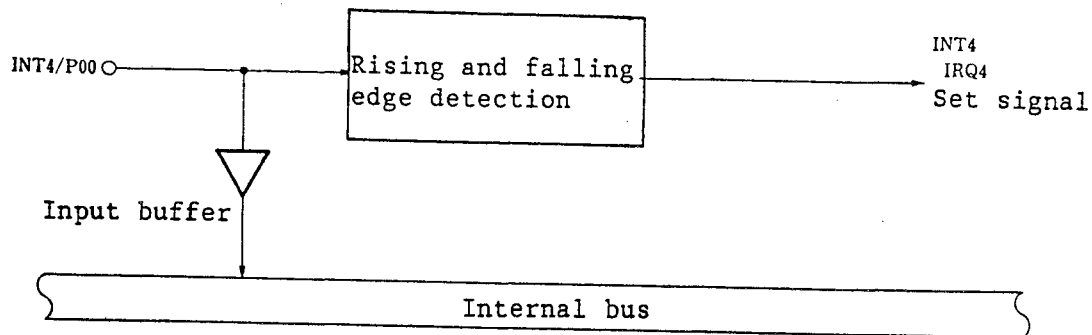 INT4/P00
Rising and falling
edge detection
INT4
IRQ4
Set signal
Input buffer
Internal bus